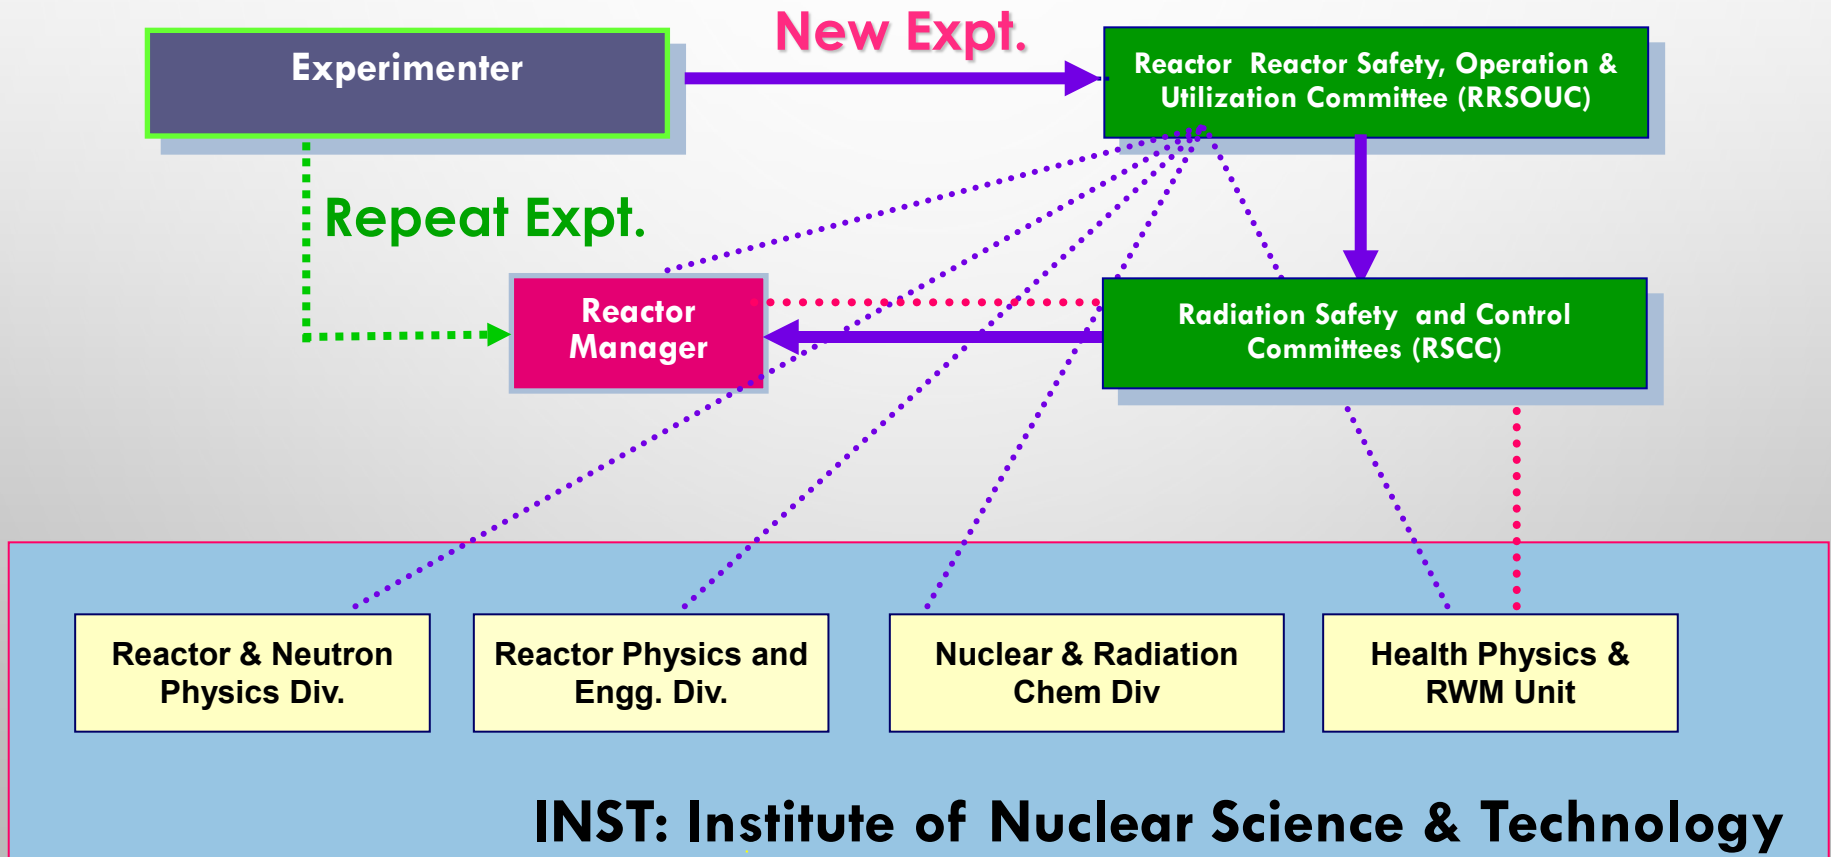 New Expt.
Experimenter
Reactor Reactor Safety, Operation &
Utilization Committee (RRSOUC)
Repeat Expt.
Reactor
Manager
Radiation Safety and Control
Committees (RSCC)
Reactor & Neutron
Physics Div.
Reactor Physics and
Engg. Div.
Nuclear & Radiation
Chem Div
Health Physics &
RWM Unit
INST: Institute of Nuclear Science & Technology